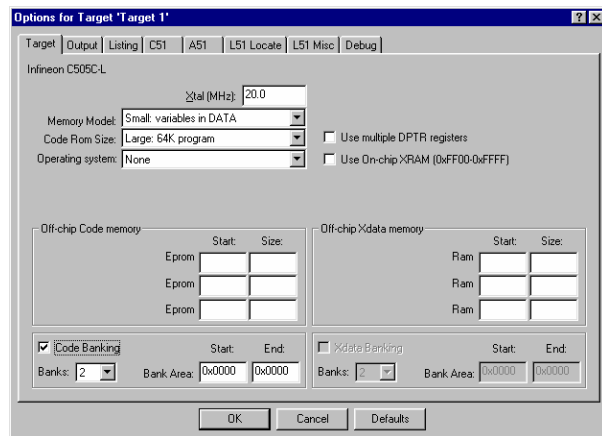 Options for Target 'Target 1'
Target Output Listing C51 A51 L51 Locate L51 Misc Debug
Infineon C505C-L
Xtal (MHz): 20.0
Memory Model: Small: variables in DATA
Code Rom Size: Large: 64K program Use multiple DPTR registers
Operating system: None Use On-chip XRAM (0xFF00-0xFFFF)
Off-chip Code memory
Start: Size:
Eprom
Eprom
Eprom
Off-chip Xdata memory
Start: Size:
Ram
Ram
Ram
Code Banking Start: End:
Banks: 2 Bank Area: 0x0000 0x0000
Xdata Banking Start: End:
Banks: 2 Bank Area: 0x0000 0x0000
OK Cancel Defaults